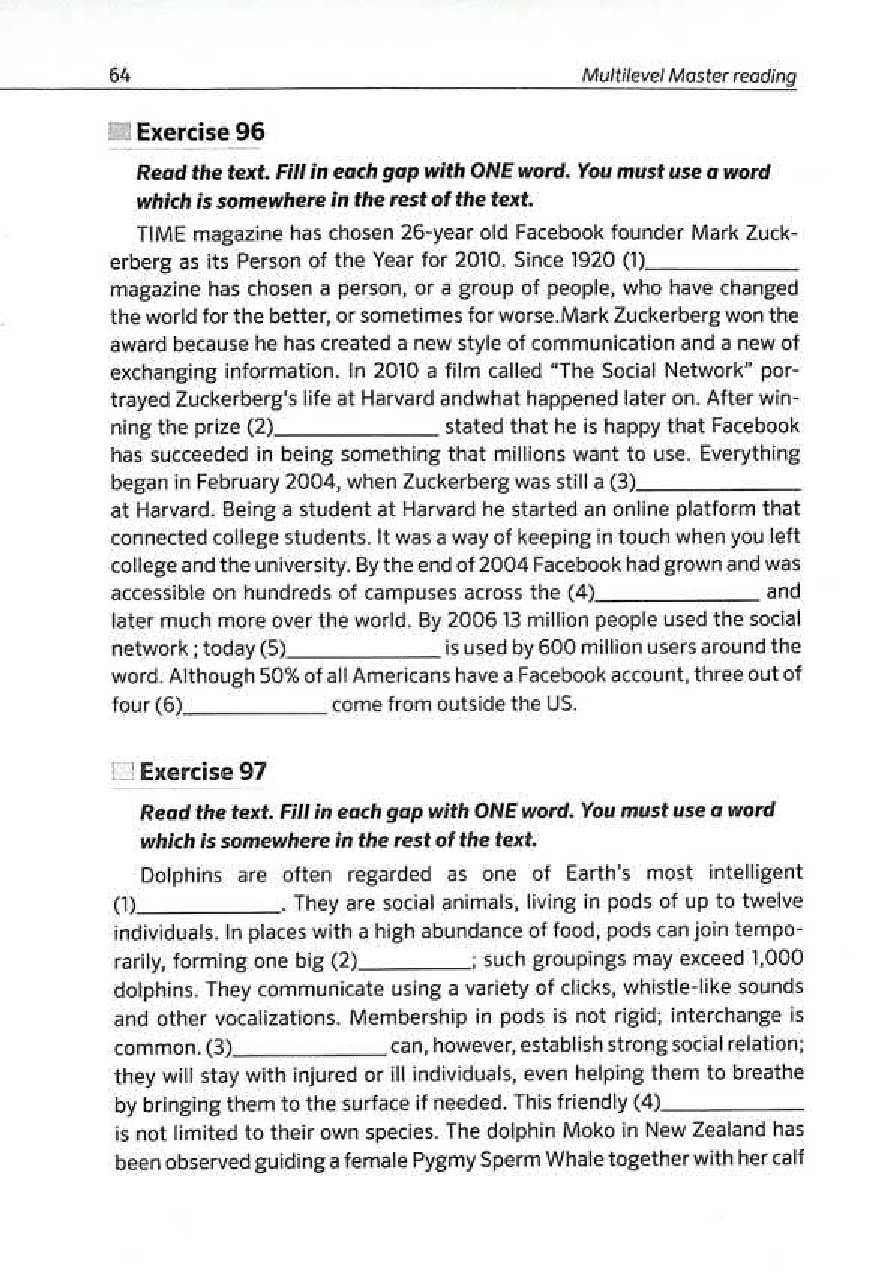 64
Multilevel Master reading
Exercise 96
Read the text. Fill in each gap with ONE word. You must use a word
which is somewhere in the rest of the text.
TIME magazine has chosen 26-year old Facebook founder Mark Zuck-
erberg as its Person of the Year for 2010. Since 1920 (1)______________
magazine has chosen a person, or a group of people, who have changed
the world for the better, or sometimes for worse.Mark Zuckerberg won the
award because he has created a new style of communication and a new of
exchanging information. In 2010 a film called "The Social Network" por-
trayed Zuckerberg's life at Harvard andwhat happened later on. After win-
ning the prize (2)______________ stated that he is happy that Facebook
has succeeded in being something that millions want to use. Everything
began in February 2004, when Zuckerberg was still a (3)______________
at Harvard. Being a student at Harvard he started an online platform that
connected college students. It was a way of keeping in touch when you left
college and the university. By the end of 2004 Facebook had grown and was
accessible on hundreds of campuses across the (4)______________ and
later much more over the world. By 2006 13 million people used the social
network ; today (5)______________ is used by 600 million users around the
word. Although 50% of all Americans have a Facebook account, three out of
four (6)______________ come from outside the US.
Exercise 97
Read the text. Fill in each gap with ONE word. You must use a word
which is somewhere in the rest of the text.
Dolphins are often regarded as one of Earth's most intelligent
(1)______________. They are social animals, living in pods of up to twelve
individuals. In places with a high abundance of food, pods can join tempo-
rarily, forming one big (2)__________; such groupings may exceed 1,000
dolphins. They communicate using a variety of clicks, whistle-like sounds
and other vocalizations. Membership in pods is not rigid; interchange is
common. (3)______________ can, however, establish strong social relation;
they will stay with injured or ill individuals, even helping them to breathe
by bringing them to the surface if needed. This friendly (4)______________
is not limited to their own species. The dolphin Moko in New Zealand has
been observed guiding a female Pygmy Sperm Whale together with her calf